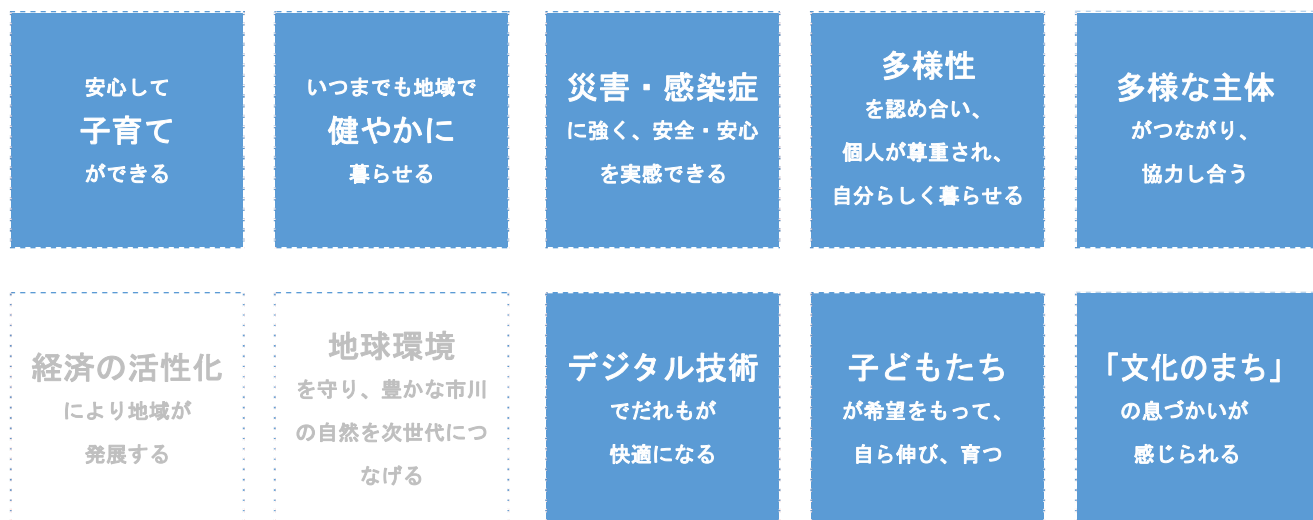 安心して
子育て
ができる
いつまでも地域で
健やかに
暮らせる
災害・感染症
に強く、安全・安心
を実感できる
多様性
を認め合い、
個人が尊重され、
自分らしく暮らせる
多様な主体
がつながり、
協力し合う
経済の活性化
により地域が
発展する
地球環境
を守り、豊かな市川
の自然を次世代につ
なげる
デジタル技術
でだれもが
快適になる
子どもたち
が希望をもって、
自ら伸び、育つ
「文化のまち」
の息づかいが
感じられる